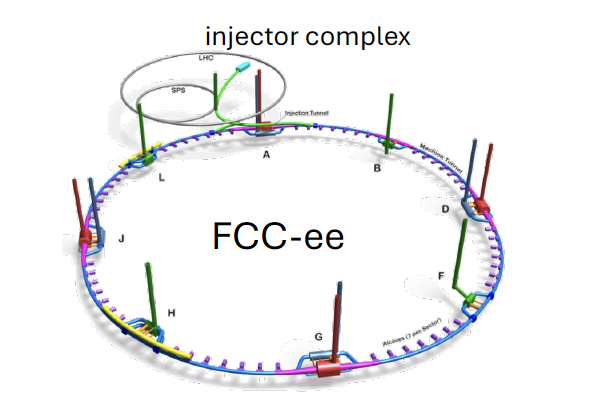 injector complex
LHC
SPS
Injection Tunnel
A
B
Machine Tunnel
L
D
J
FCC-ee
F
H
G
Alcoves (7 per Sector)